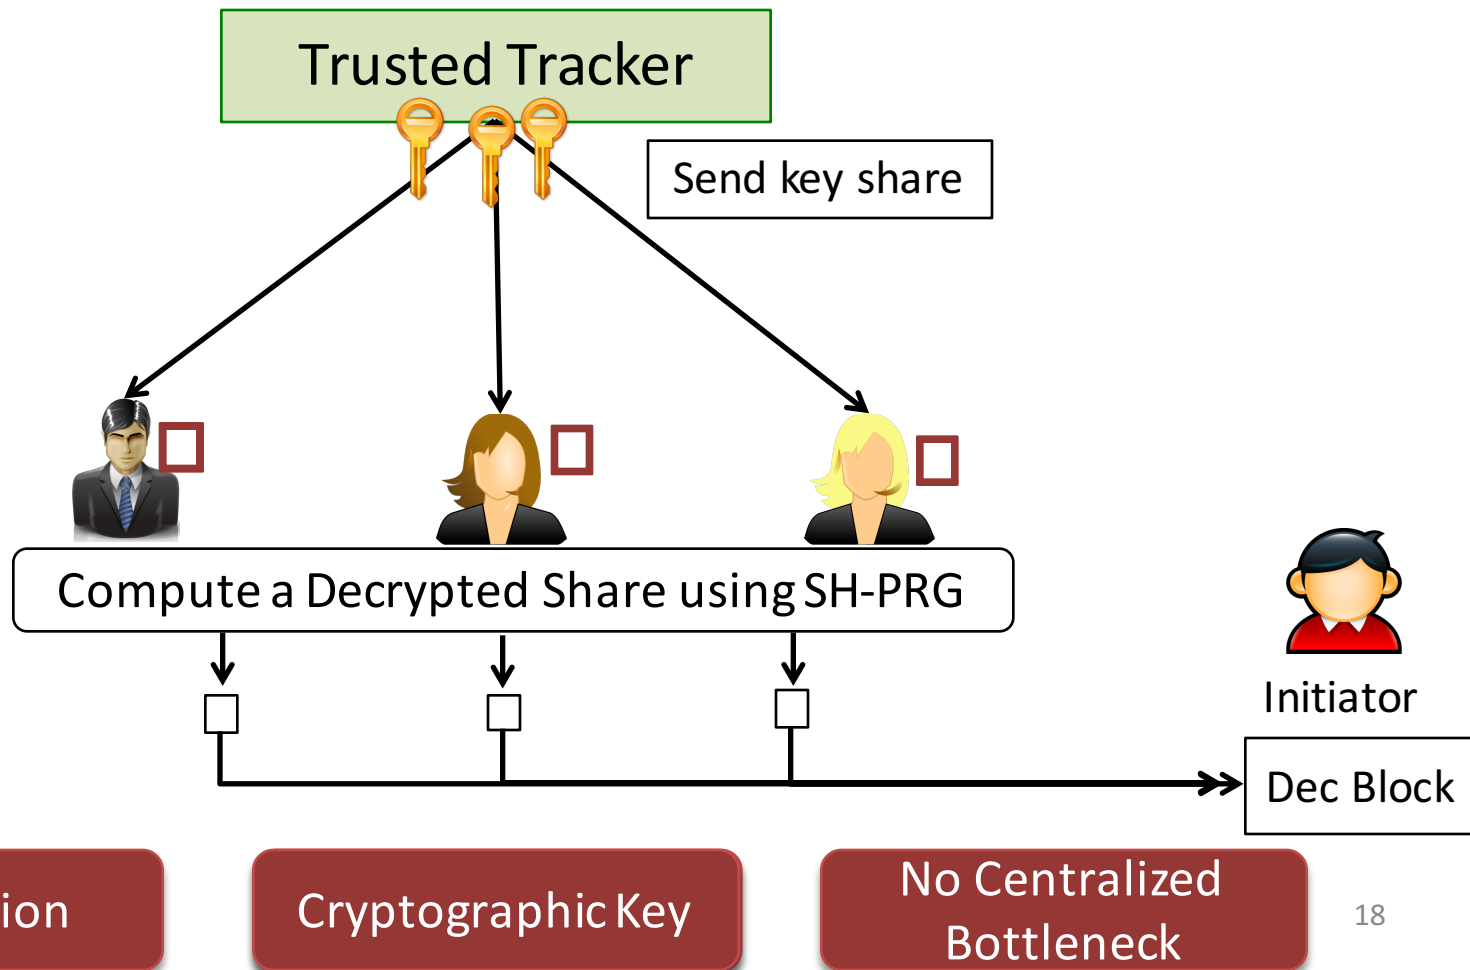 Trusted Tracker
Send key share
Compute a Decrypted Share using SH-PRG
Initiator
Dec Block
ion
Cryptographic Key
No Centralized
Bottleneck
18